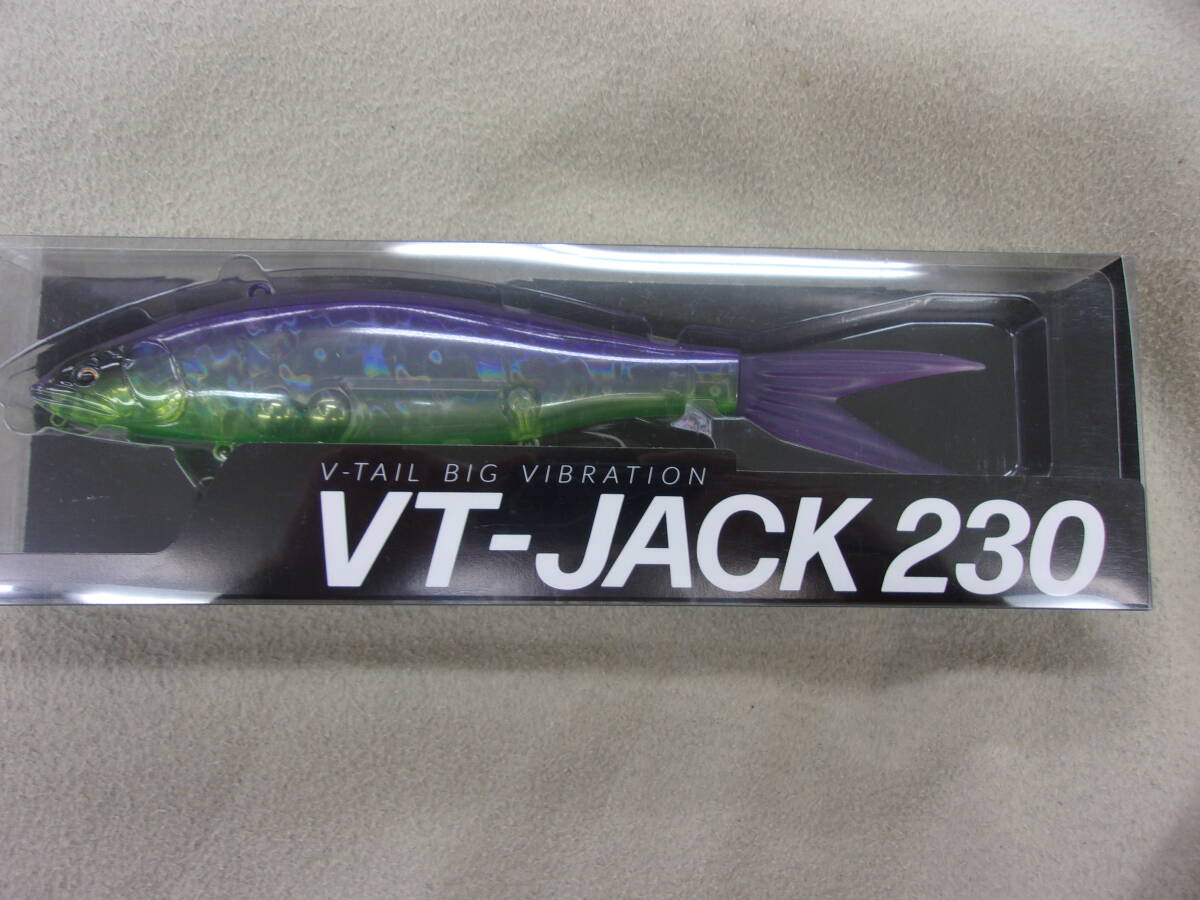 V-TAIL BIG VIBRATION
VT-JACK 230